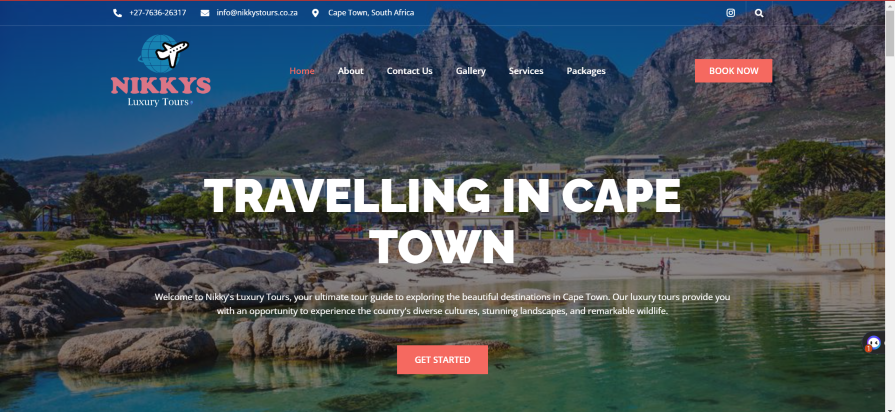 +27-7636-26317 info@nikkystours.co.za Cape Town, South Africa
NIKKYS
Luxury Tours
Home About Contact Us Gallery Services Packages BOOK NOW
TRAVELLING IN CAPE
TOWN
Welcome to Nikky's Luxury Tours, your ultimate tour guide to exploring the beautiful destinations in Cape Town. Our luxury tours provide you
with an opportunity to experience the country's diverse cultures, stunning landscapes, and remarkable wildlife.
GET STARTED